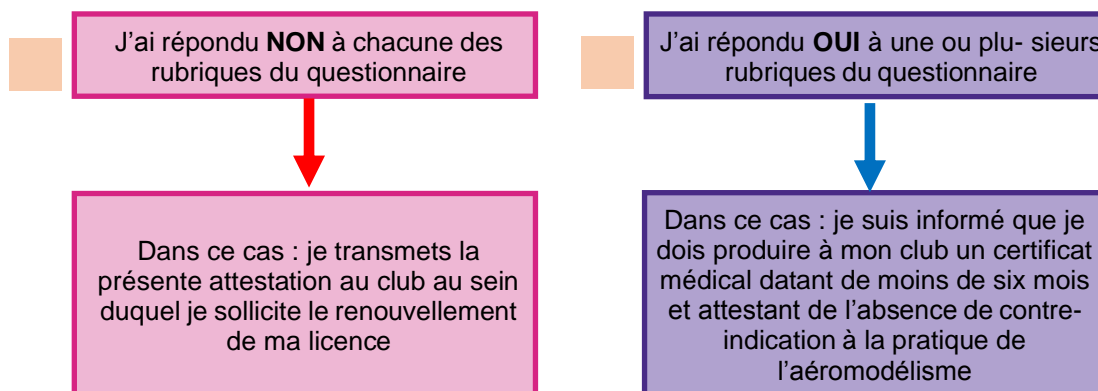 J'ai répondu NON à chacune des
rubriques du questionnaire
J'ai répondu OUI à une ou plu- sieurs
rubriques du questionnaire
Dans ce cas : je transmets la
présente attestation au club au sein
duquel je sollicite le renouvellement
de ma licence
Dans ce cas : je suis informé que je
dois produire à mon club un certificat
médical datant de moins de six mois
et attestant de l'absence de contre-
indication à la pratique de
l'aéromodélisme